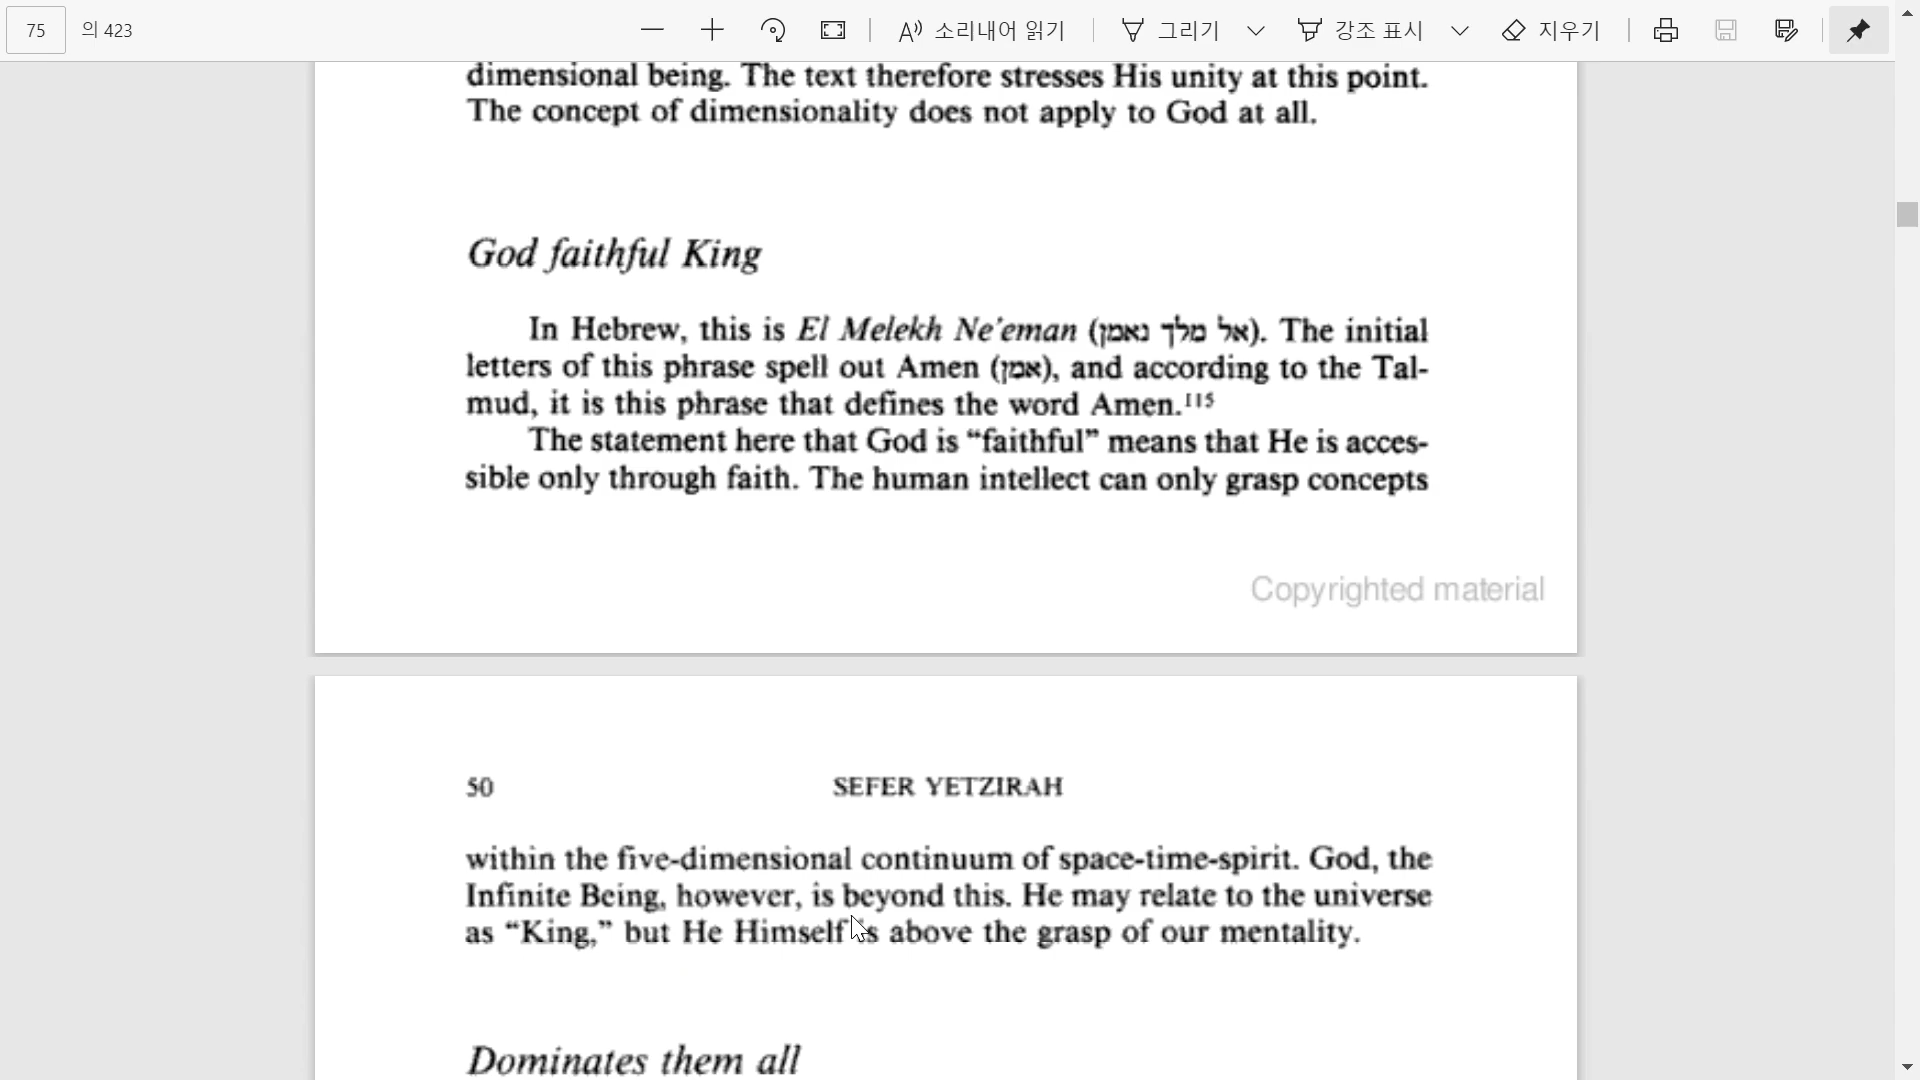 75 의 423 A 소리내어 읽기 그리기 강조 표시 지우기
dimensional being. The text therefore stresses His unity at this point.
The concept of dimensionality does not apply to God at all.
God faithful King
In Hebrew, this is El Melekh Ne'eman (אל מלך נאמן). The initial
letters of this phrase spell out Amen (אמן), and according to the Tal-
mud, it is this phrase that defines the word Amen.¹¹⁵
The statement here that God is “faithful” means that He is acces-
sible only through faith. The human intellect can only grasp concepts
Copyrighted material
50 SEFER YETZIRAH
within the five-dimensional continuum of space-time-spirit. God, the
Infinite Being, however, is beyond this. He may relate to the universe
as “King,” but He Himself is above the grasp of our mentality.
Dominates them all